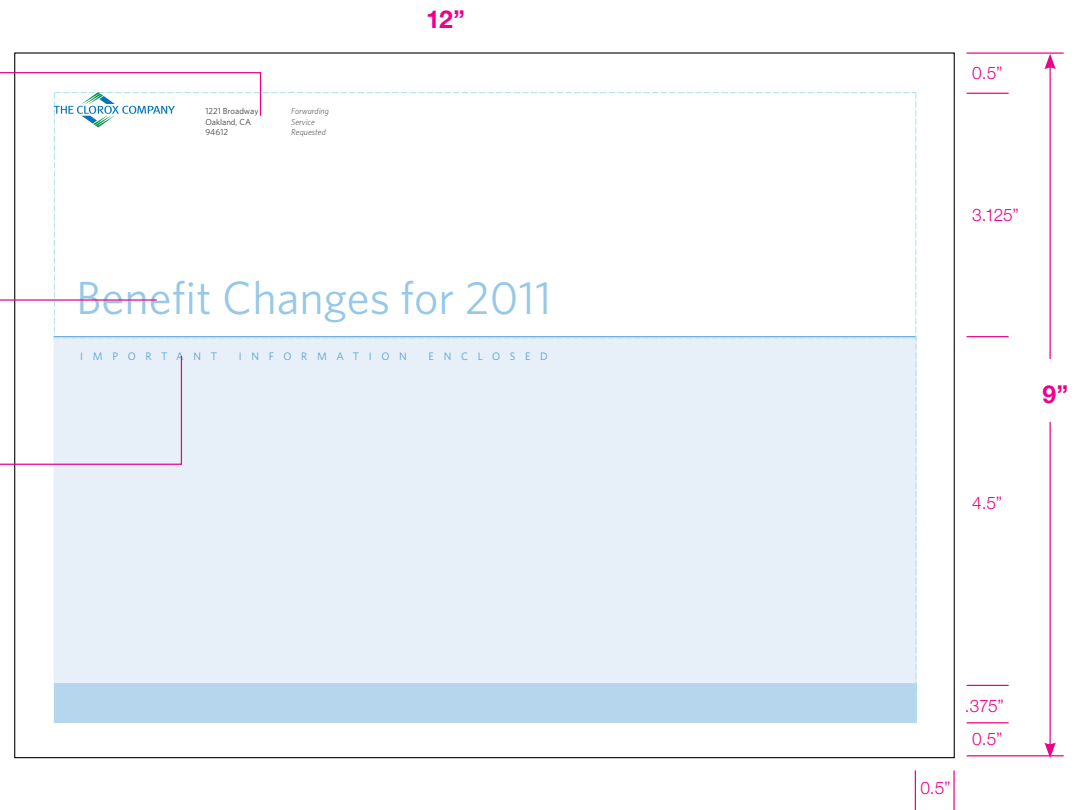 12”
0.5”
THE CLOROX COMPANY
1221 Broadway
Oakland, CA
94612
Forwarding
Service
Requested
3.125”
Benefit Changes for 2011
IMPORTANT INFORMATION ENCLOSED
9”
4.5”
.375”
0.5”
0.5”